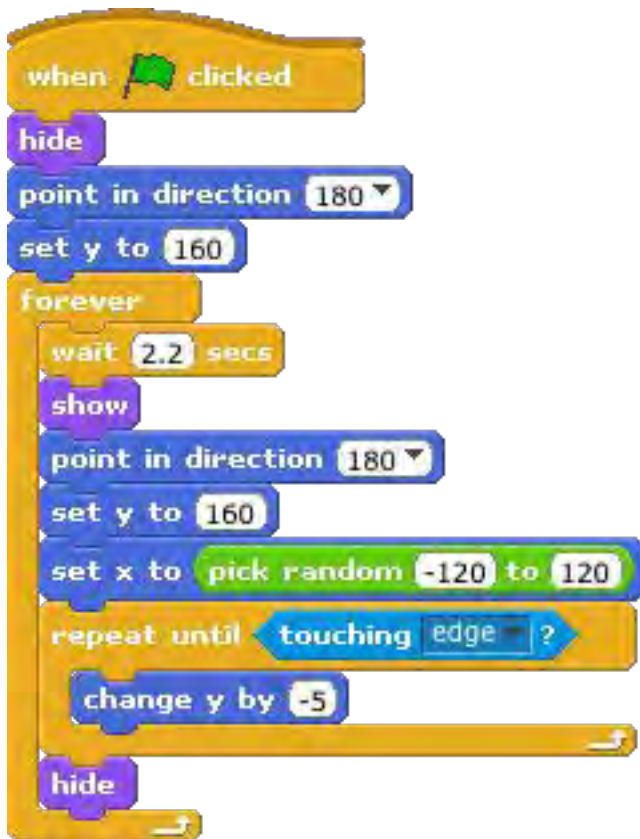 when clicked
hide
point in direction 180
set y to 160
forever
wait 2.2 secs
show
point in direction 180
set y to 160
set x to pick random -120 to 120
repeat until touching edge ?
change y by -5
hide